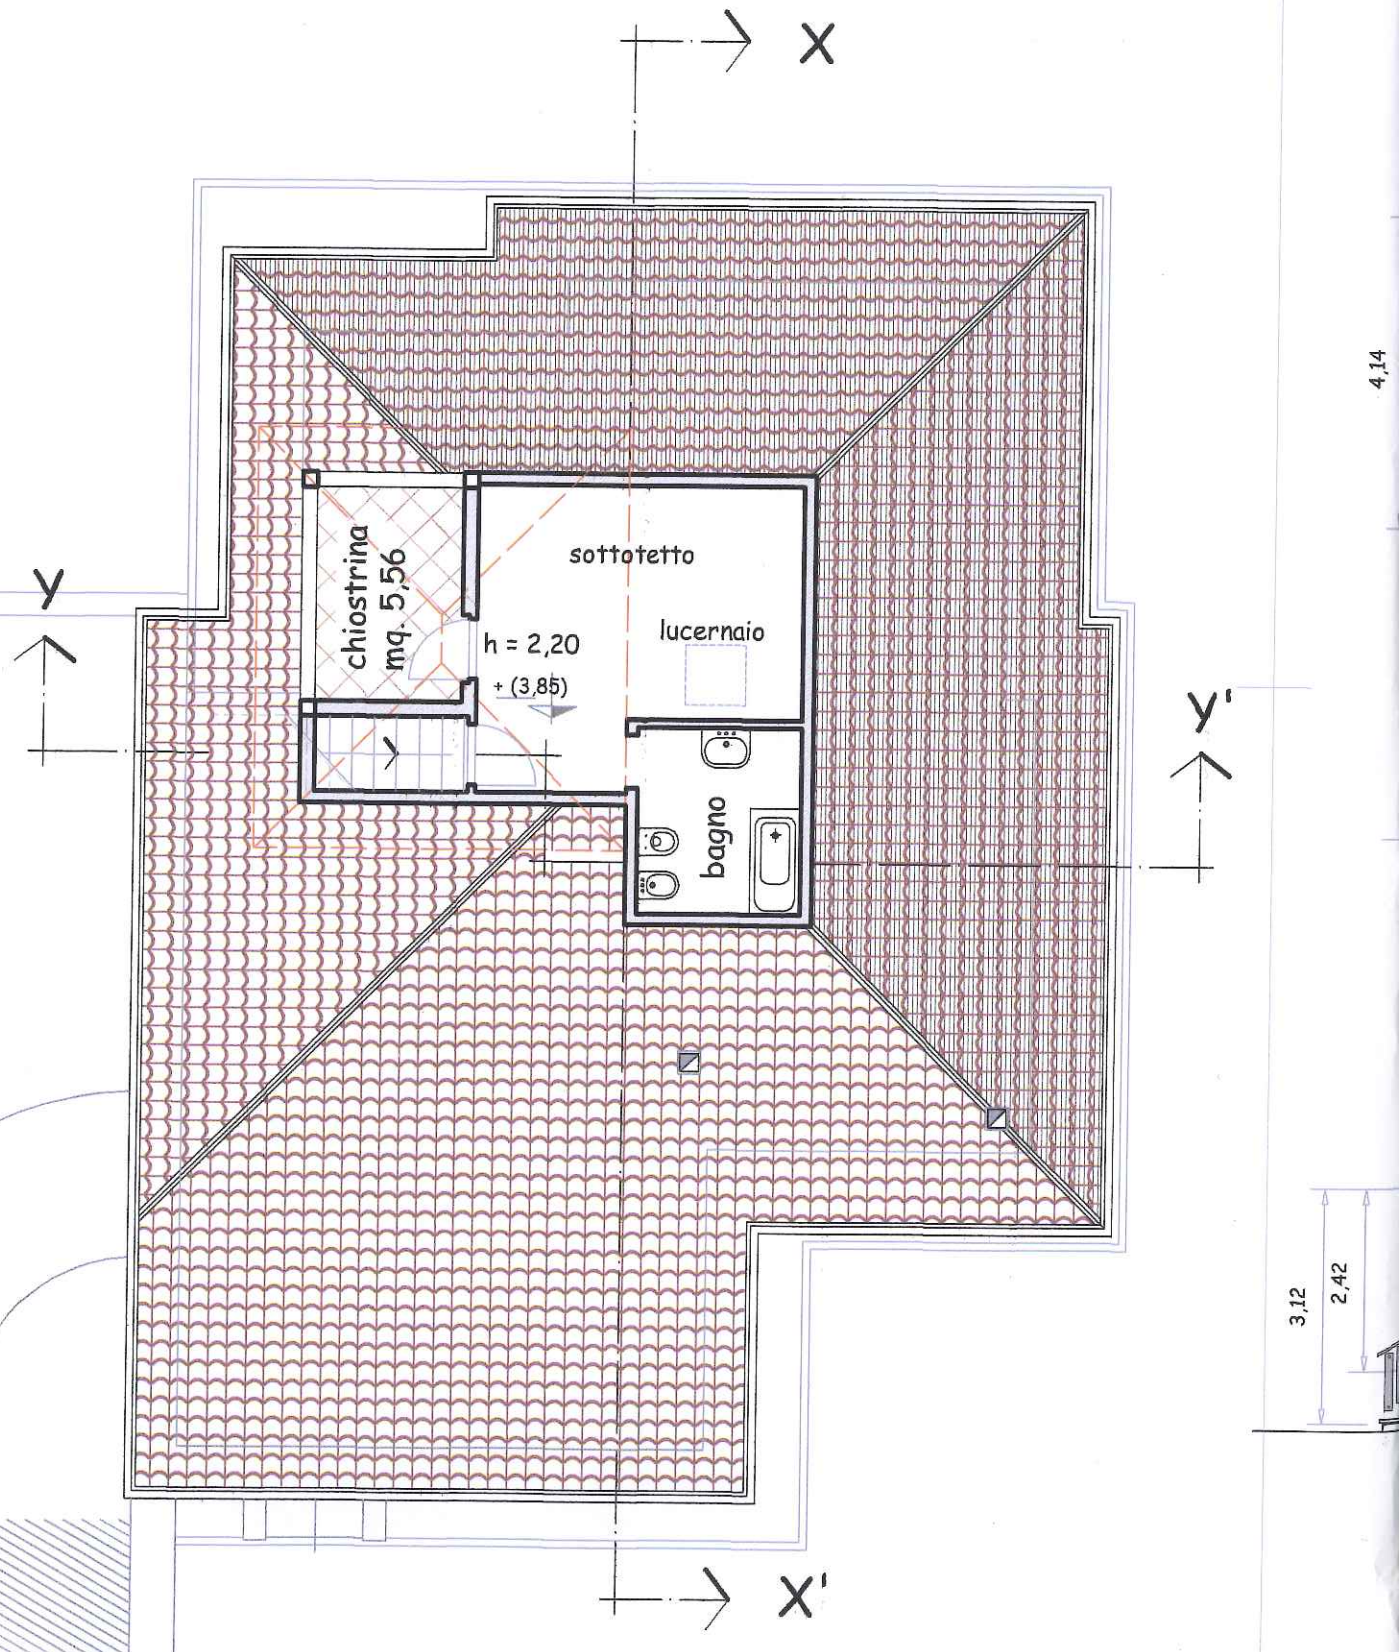 X
4,14
chiostrina
mq. 5,56
sottotetto
lucernaio
h = 2,20
+ (3,85)
Y
Y'
bagno
3,12
2,42
X'